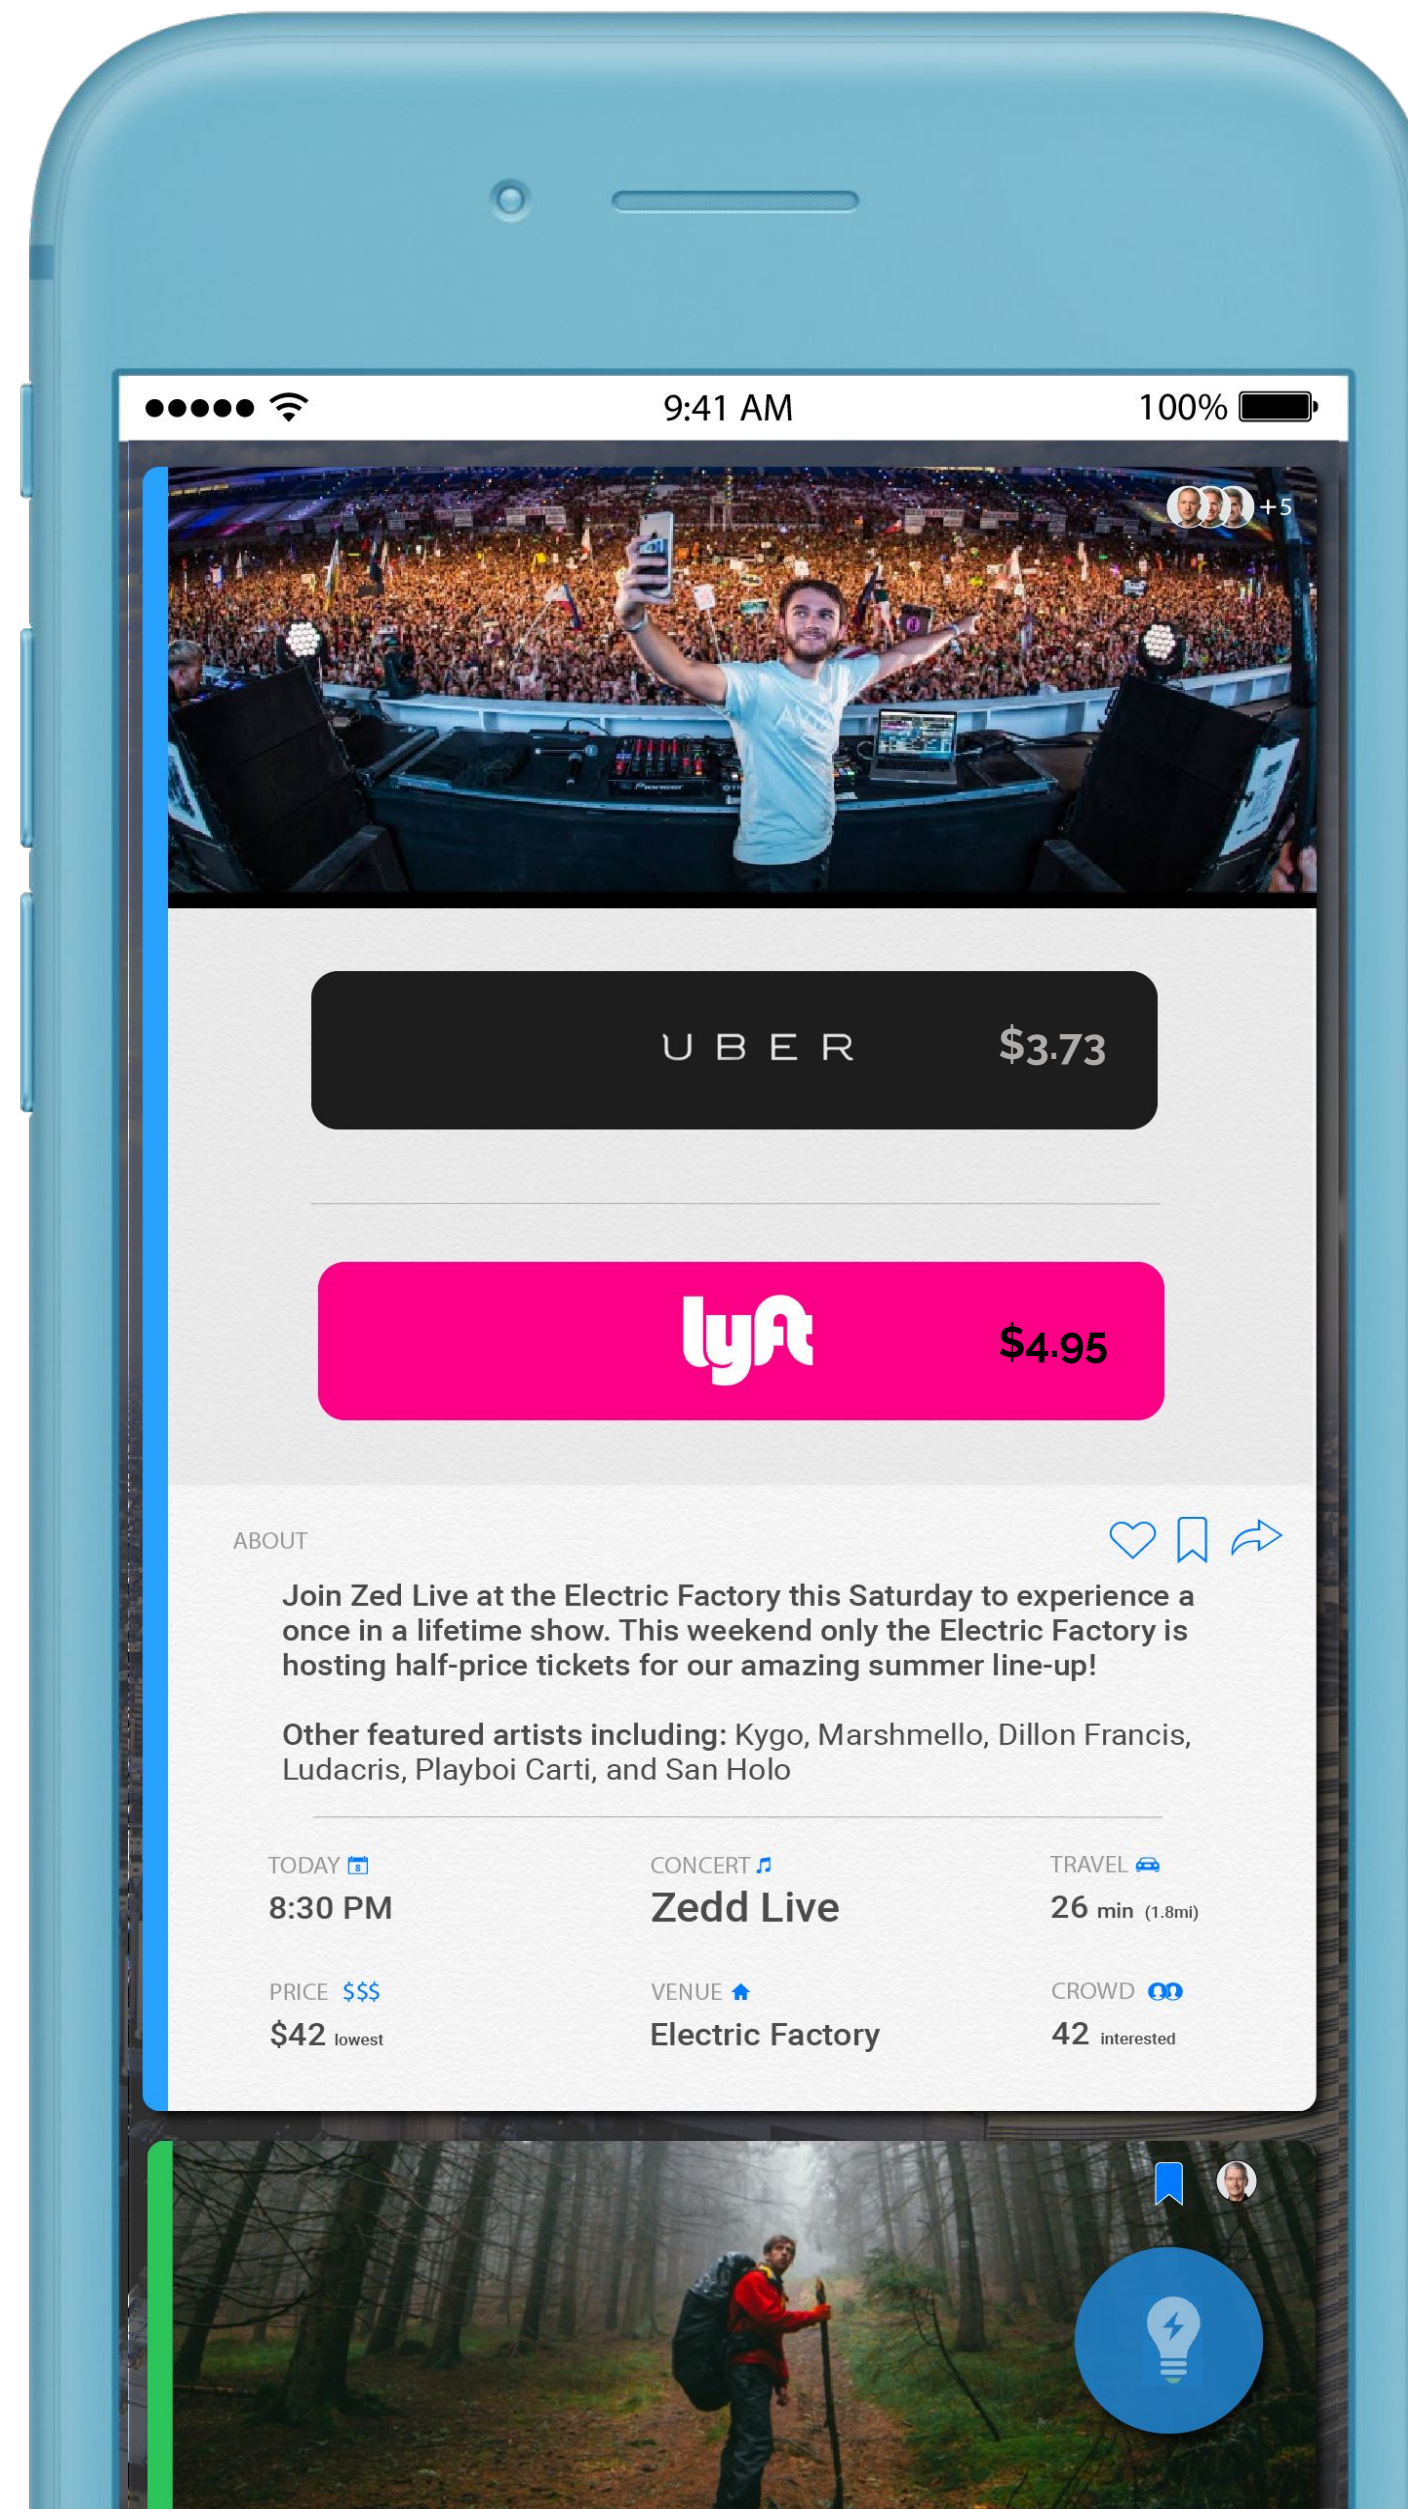 9:41 AM
100%
+5
UBER
$3.73
lyft
$4.95
ABOUT
Join Zed Live at the Electric Factory this Saturday to experience a
once in a lifetime show. This weekend only the Electric Factory is
hosting half-price tickets for our amazing summer line-up!
Other featured artists including: Kygo, Marshmello, Dillon Francis,
Ludacris, Playboi Carti, and San Holo
TODAY 8
CONCERT
TRAVEL
8:30 PM
Zedd Live
26 min (1.8mi)
PRICE $$$
VENUE
CROWD
$42 lowest
Electric Factory
42 interested